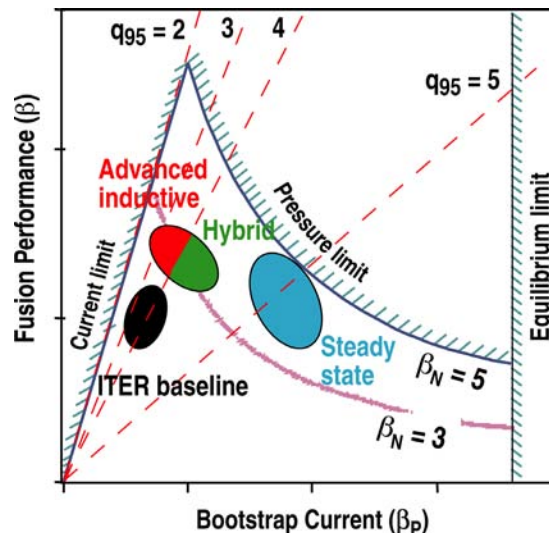 q95 = 2
3
4
q95 = 5
Fusion Performance (β)
Advanced
inductive
Hybrid
Pressure limit
Current limit
Equilibrium limit
ITER baseline
Steady
state
βN = 5
βN = 3
Bootstrap Current (βP)